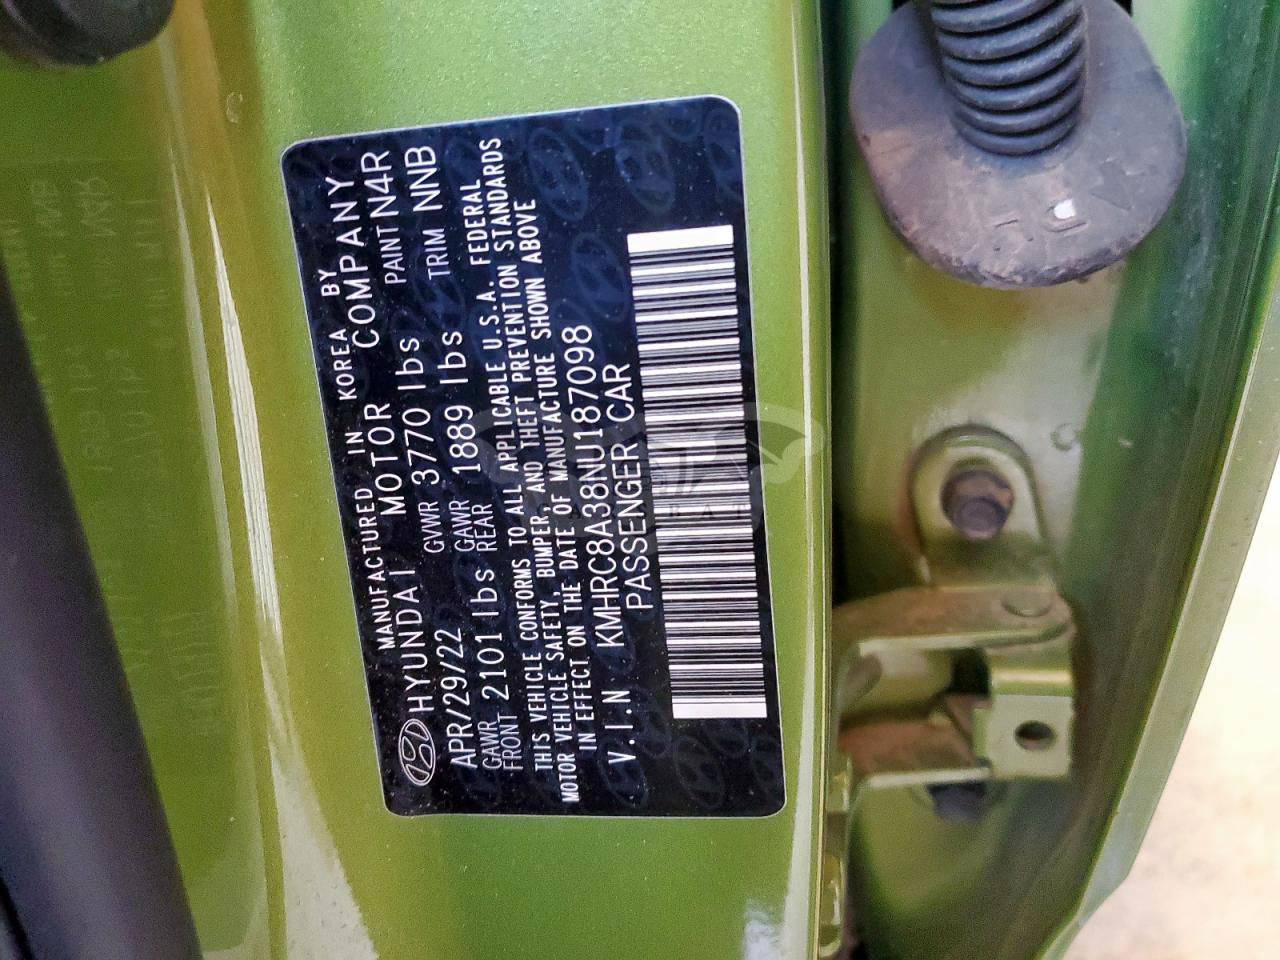 MANUFACTURED IN KOREA BY
HYUNDAI MOTOR COMPANY
APR/29/22 GVWR 3770 lbs PAINT N4R
GAWR FRONT 2101 lbs GAWR REAR 1889 lbs TRIM NNB
THIS VEHICLE CONFORMS TO ALL APPLICABLE U.S.A. FEDERAL
MOTOR VEHICLE SAFETY, BUMPER, AND THEFT PREVENTION STANDARDS
IN EFFECT ON THE DATE OF MANUFACTURE SHOWN ABOVE
V.I.N KMHRC8A38NU187098
PASSENGER CAR